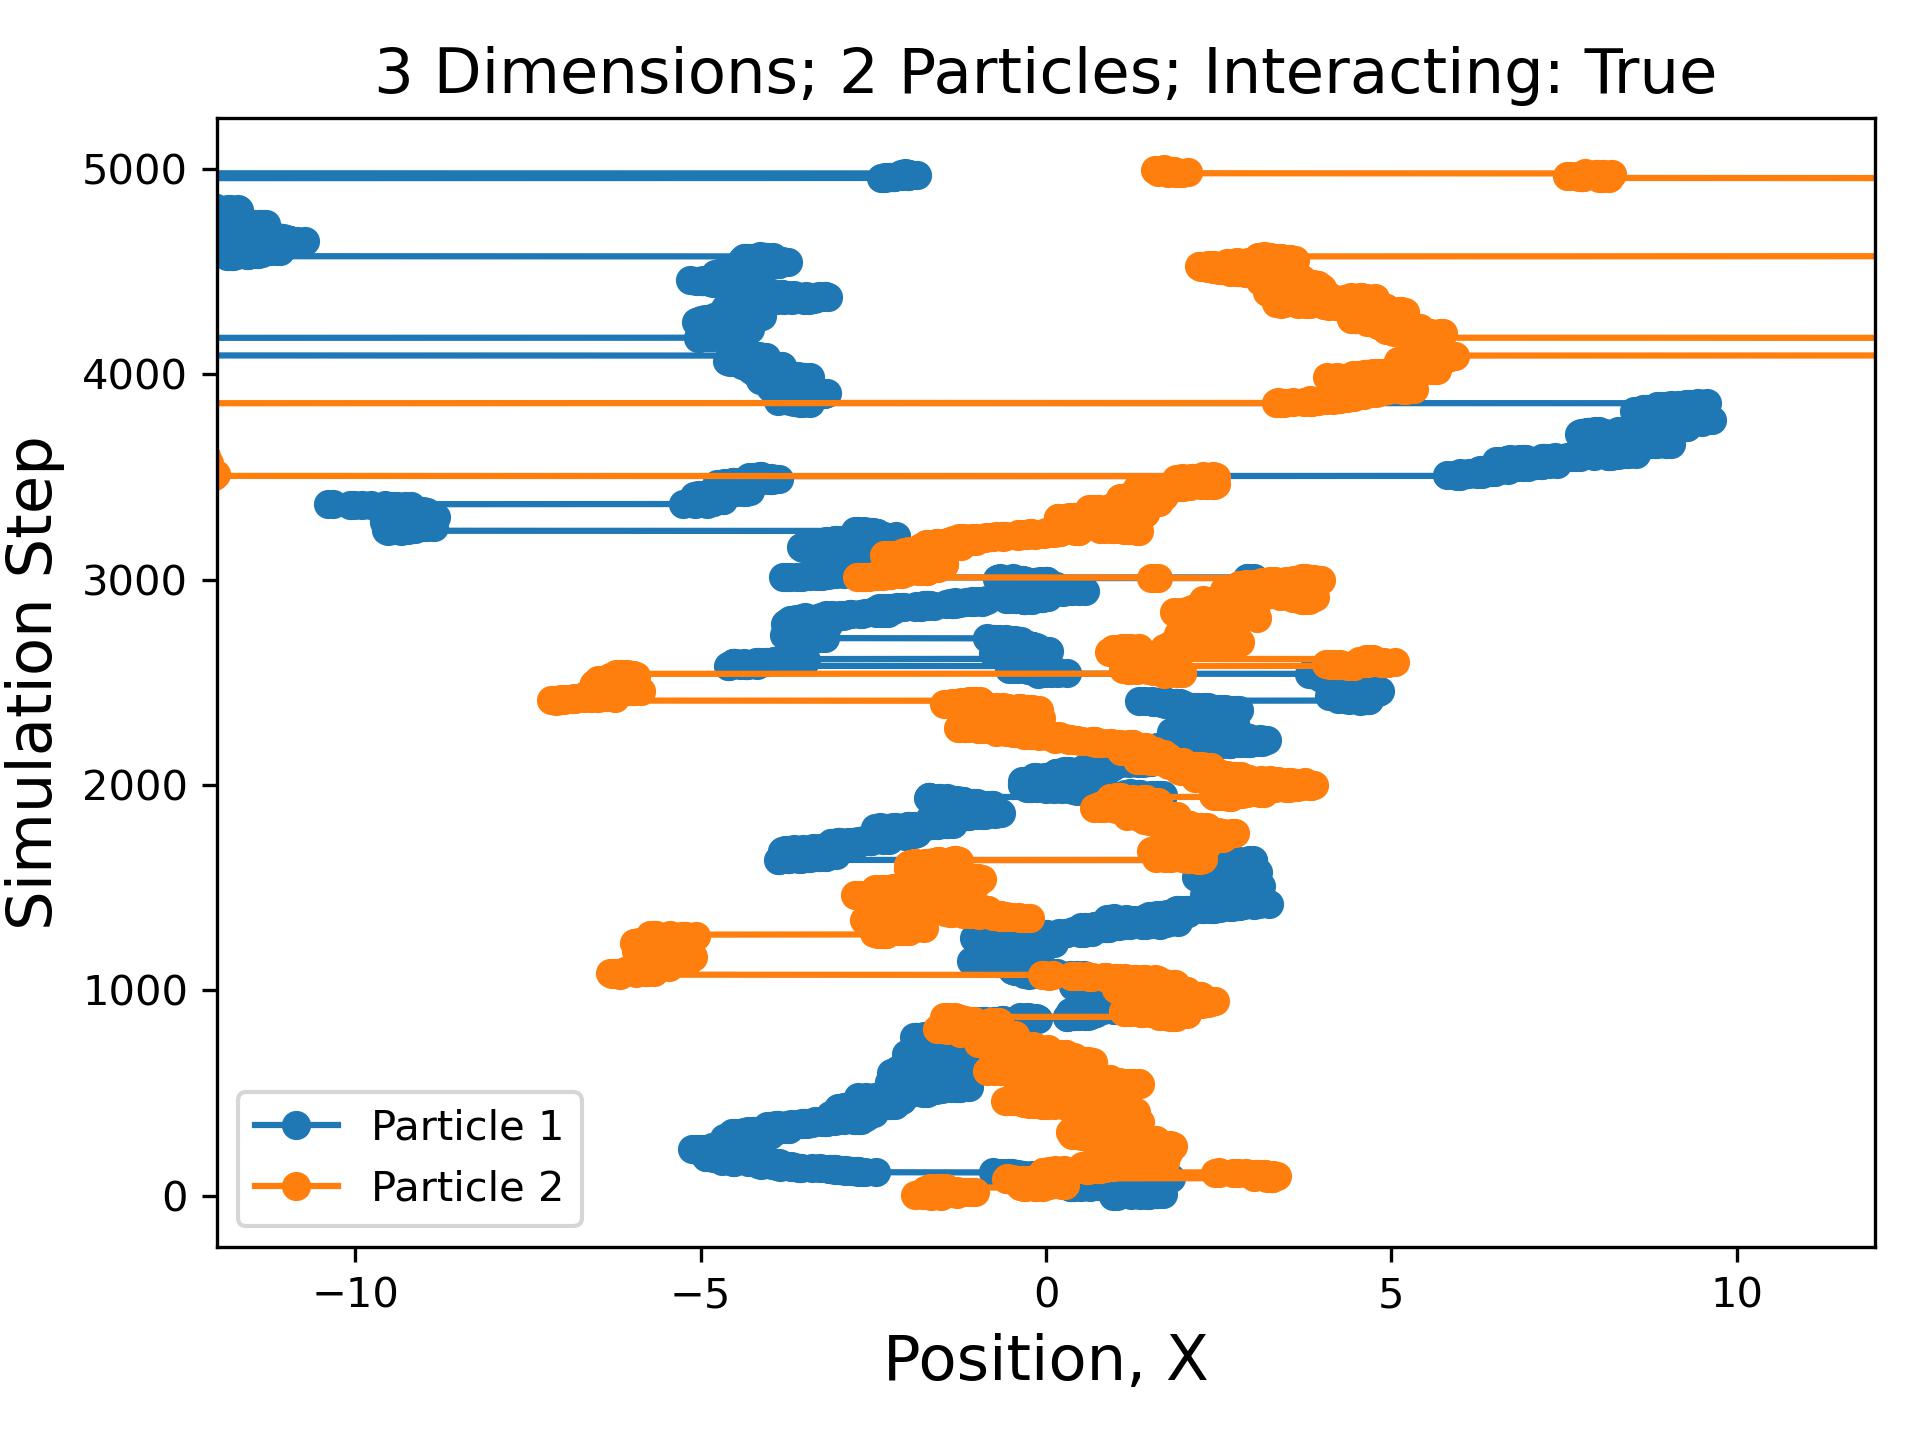 3 Dimensions; 2 Particles; Interacting: True
Simulation Step
5000
4000
3000
2000
1000
0
Particle 1
Particle 2
−10
−5
0
5
10
Position, X